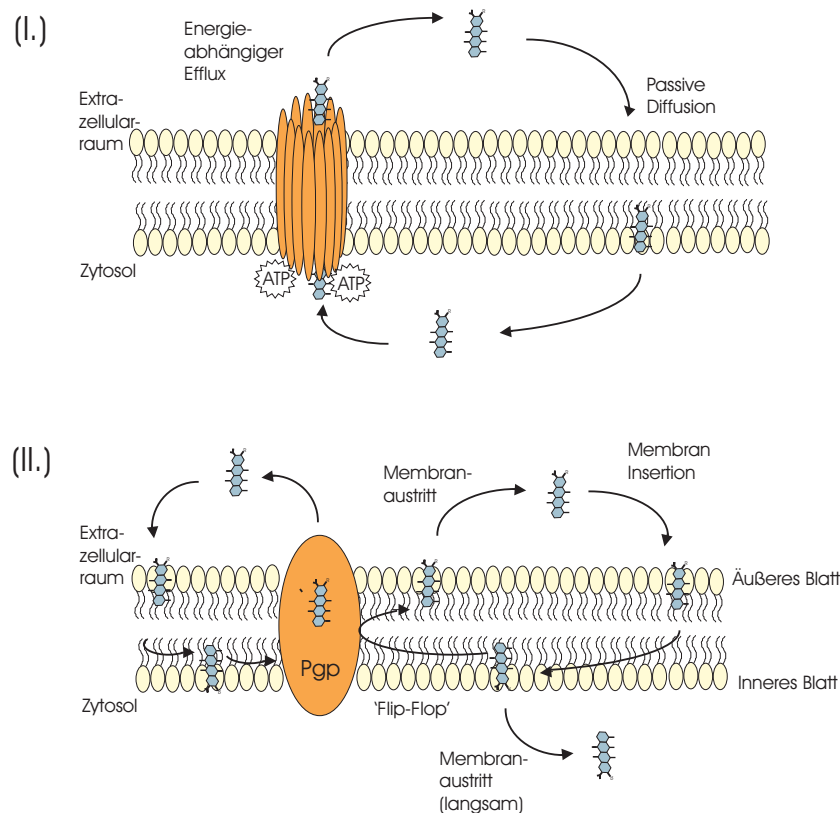 (I.)
Energie-
abhängiger
Efflux
Passive
Diffusion
Extra-
zellular-
raum
Zytosol
ATP
ATP
(II.)
Membran-
austritt
Membran
Insertion
Extra-
zellular-
raum
Äußeres Blatt
Pgp
Inneres Blatt
Zytosol
'Flip-Flop'
Membran-
austritt
(langsam)